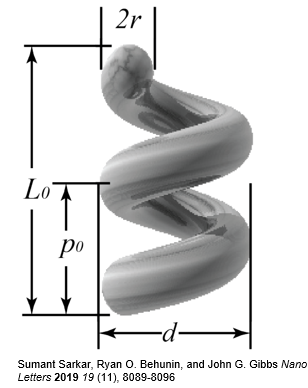 2r
L0
p0
d
Sumant Sarkar, Ryan O. Behunin, and John G. Gibbs Nano
Letters 2019 19 (11), 8089-8096